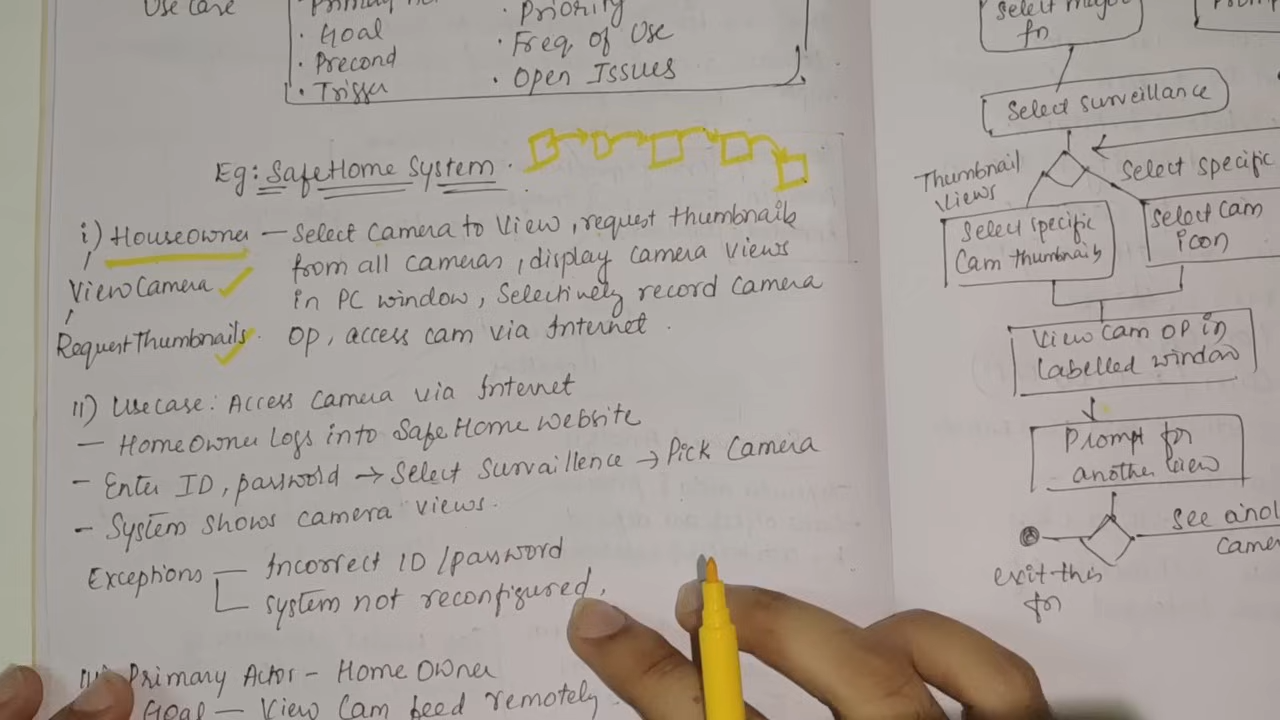 Use Case
· Goal
· Precond
· Trigger
· Priority
· Freq. of Use
· Open Issues
Eg: SafeHome System.
i) Houseowner — Select Camera to View, request thumbnails
from all cameras, display camera views
in PC window, Selectively record camera
Op, access cam via Internet.
View Camera
Request Thumbnails.
ii) Usecase: Access Camera via Internet
— HomeOwner Logs into SafeHome Website
- Enter ID, password → Select Survaillence → Pick Camera
- System shows camera views.
Exceptions — Incorrect ID/password
System not reconfigured.
Primary Actor - Home Owner
Goal — View Cam feed remotely.
Select major
fn
Select Surveillance
Thumbnail
Views
Select specific
Select specific
Cam thumbnails
Select Cam
icon
View Cam OP in
labelled window
Prompt for
another view
See
Camer
exit this
fn